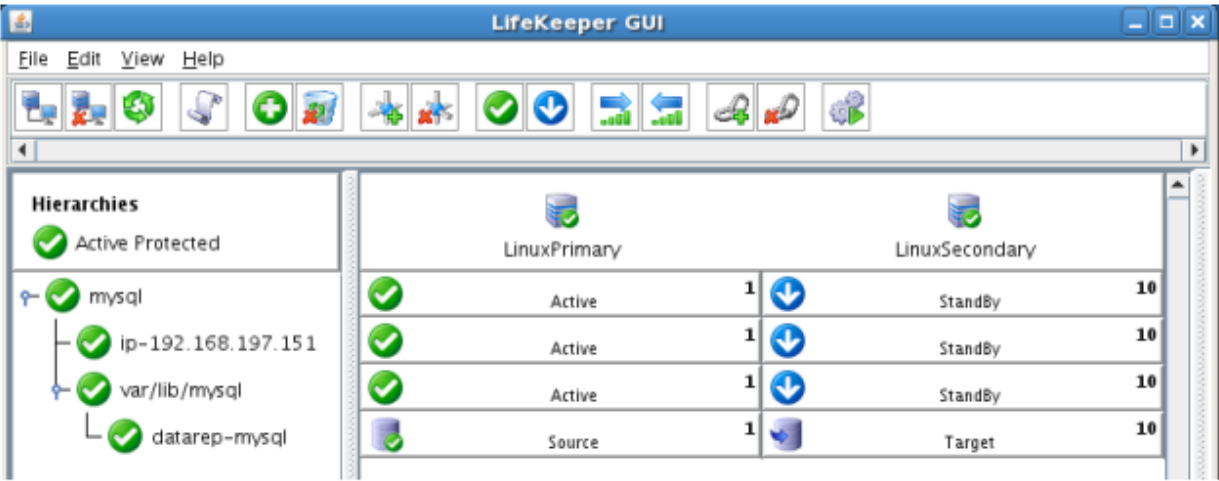 LifeKeeper GUI
File Edit View Help
Hierarchies
Active Protected
LinuxPrimary LinuxSecondary
mysql Active 1 StandBy 10
ip-192.168.197.151 Active 1 StandBy 10
var/lib/mysql Active 1 StandBy 10
datarep-mysql Source 1 Target 10